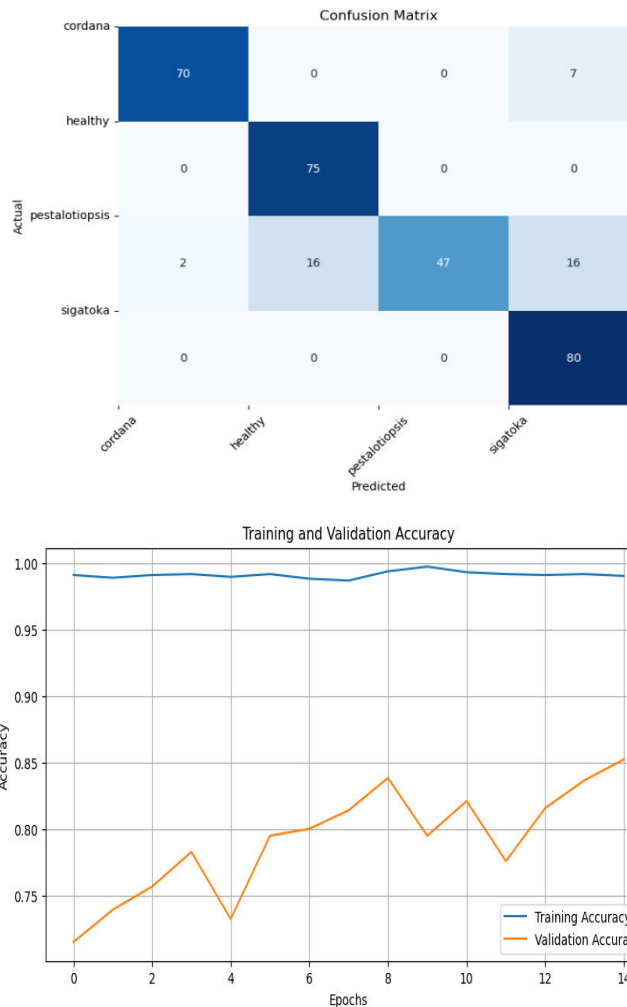 Confusion Matrix
cordana
70 0 0 7
healthy
0 75 0 0
Actual
pestalotiopsis
2 16 47 16
sigatoka
0 0 0 80
cordana healthy pestalotiopsis sigatoka
Predicted
Training and Validation Accuracy
1.00
0.95
0.90
0.85
Accuracy
0.80
0.75
Training Accuracy
Validation Accura
0 2 4 6 8 10 12 14
Epochs